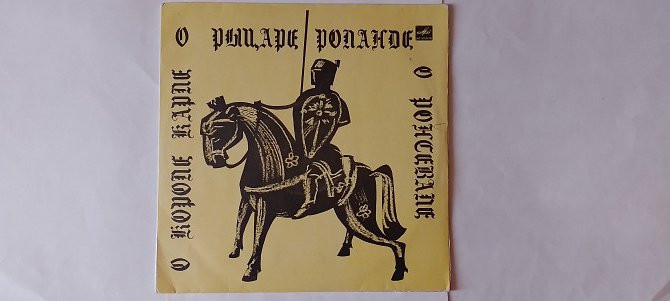 О РЫЦАРЕ РОЛАНДЕ
О КОРОЛЕ КАРЛЕ
О РОНСЕВАЛЕ